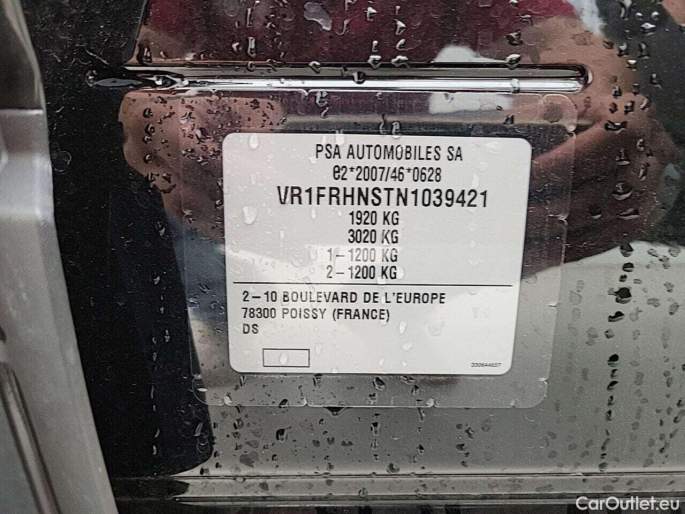 PSA AUTOMOBILES SA
e2*2007/46*0628
VR1FRHNSTN1039421
1920 KG
3020 KG
1-1200 KG
2-1200 KG
2-10 BOULEVARD DE L'EUROPE
78300 POISSY (FRANCE)
DS
CarOutlet.eu